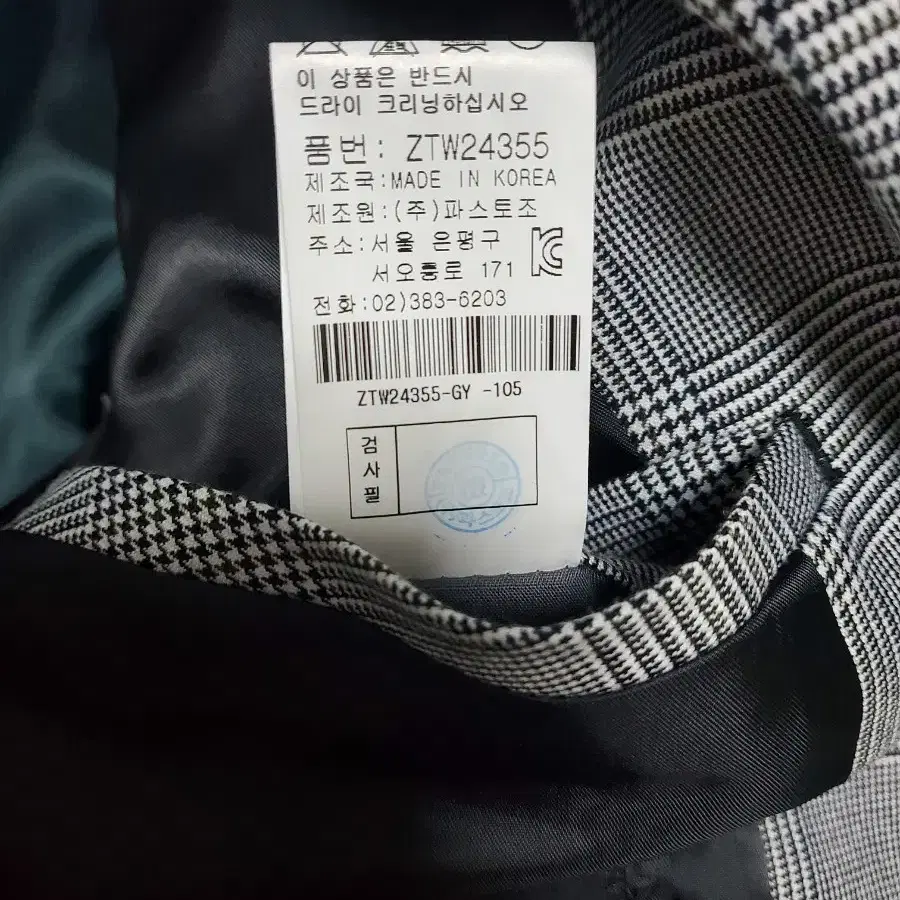 이 상품은 반드시
드라이 크리닝하십시오
품번: ZTW24355
제조국:MADE IN KOREA
제조원:(주)파스토조
주소:서울 은평구
서오릉로 171
전화:02)383-6203
ZTW24355-GY -105
검
사
필